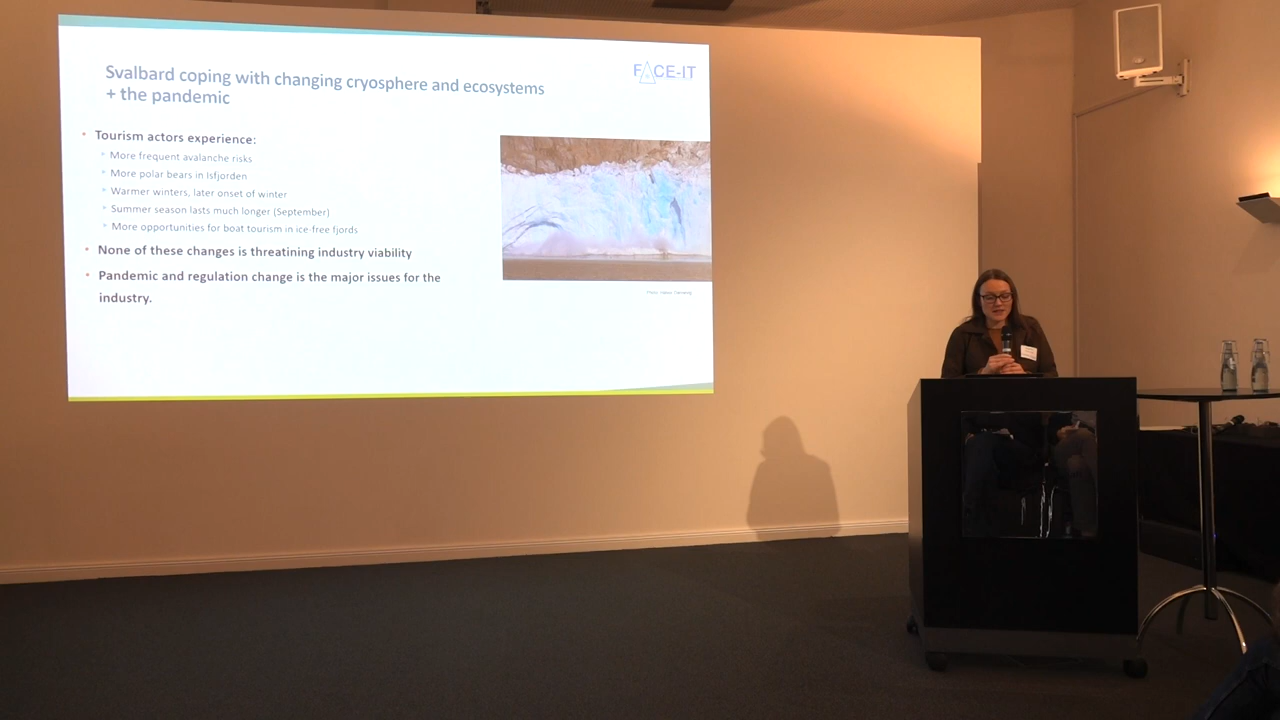 Svalbard coping with changing cryosphere and ecosystems
+ the pandemic
FACE-IT
• Tourism actors experience:
More frequent avalanche risks
More polar bears in Isfjorden
Warmer winters, later onset of winter
Summer season lasts much longer (September)
More opportunities for boat tourism in ice-free fjords
• None of these changes is threatining industry viability
• Pandemic and regulation change is the major issues for the
industry.